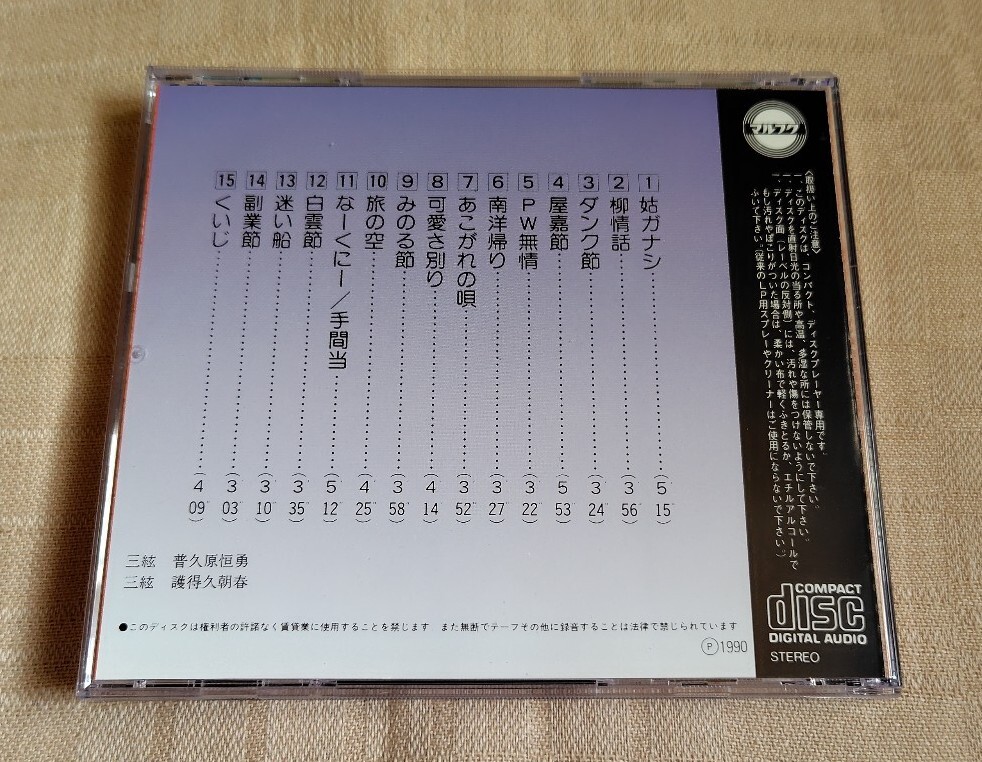 マルフク
〈取扱い上のご注意〉
一、このディスクは、コンパクト、ディスクプレーヤー専用です。
一、ディスクを直射日光の当る所や高温、多湿な所には保管しないで下さい。
一、ディスク面（レーベルの反対側）には、汚れや傷をつけないようにして下さい。
もし汚れやほこりがついた場合は、柔かい布で軽くふきとるか、エチルアルコールで
ふいて下さい。（従来のLP用スプレーやクリーナーはご使用にならないで下さい。）
1 姑ガナシ (5'15")
2 柳情話 (3'56")
3 ダンク節 (3'24")
4 屋嘉節 (5'53")
5 PW無情 (3'22")
6 南洋帰り (3'27")
7 あこがれの唄 (3'52")
8 可愛さ別り (4'14")
9 みのる節 (3'58")
10 旅の空 (4'25")
11 なーくにー/手間当 (5'12")
12 白雲節 (3'35")
13 迷い船 (3'10")
14 副業節 (3'03")
15 くいじ (4'09")
三絃 普久原恒勇
三絃 護得久朝春
●このディスクは権利者の許諾なく賃貸業に使用することを禁じます また無断でテープその他に録音することは法律で禁じられています
Ⓟ1990
COMPACT
disc
DIGITAL AUDIO
STEREO